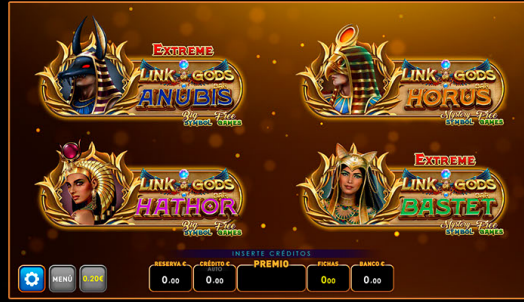 EXTREME
LINK GODS
ANUBIS
Big Free
SYMBOL GAMES
LINK GODS
HORUS
Mystery Free
SYMBOL GAMES
LINK GODS
HATHOR
Big Free
SYMBOL GAMES
EXTREME
LINK GODS
BASTET
Mystery Free
SYMBOL GAMES
INSERTE CRÉDITOS
MENÚ
0.20€
RESERVA €
0.00
CRÉDITO €
AUTO
0.00
PREMIO
FICHAS
000
BANCO €
0.00